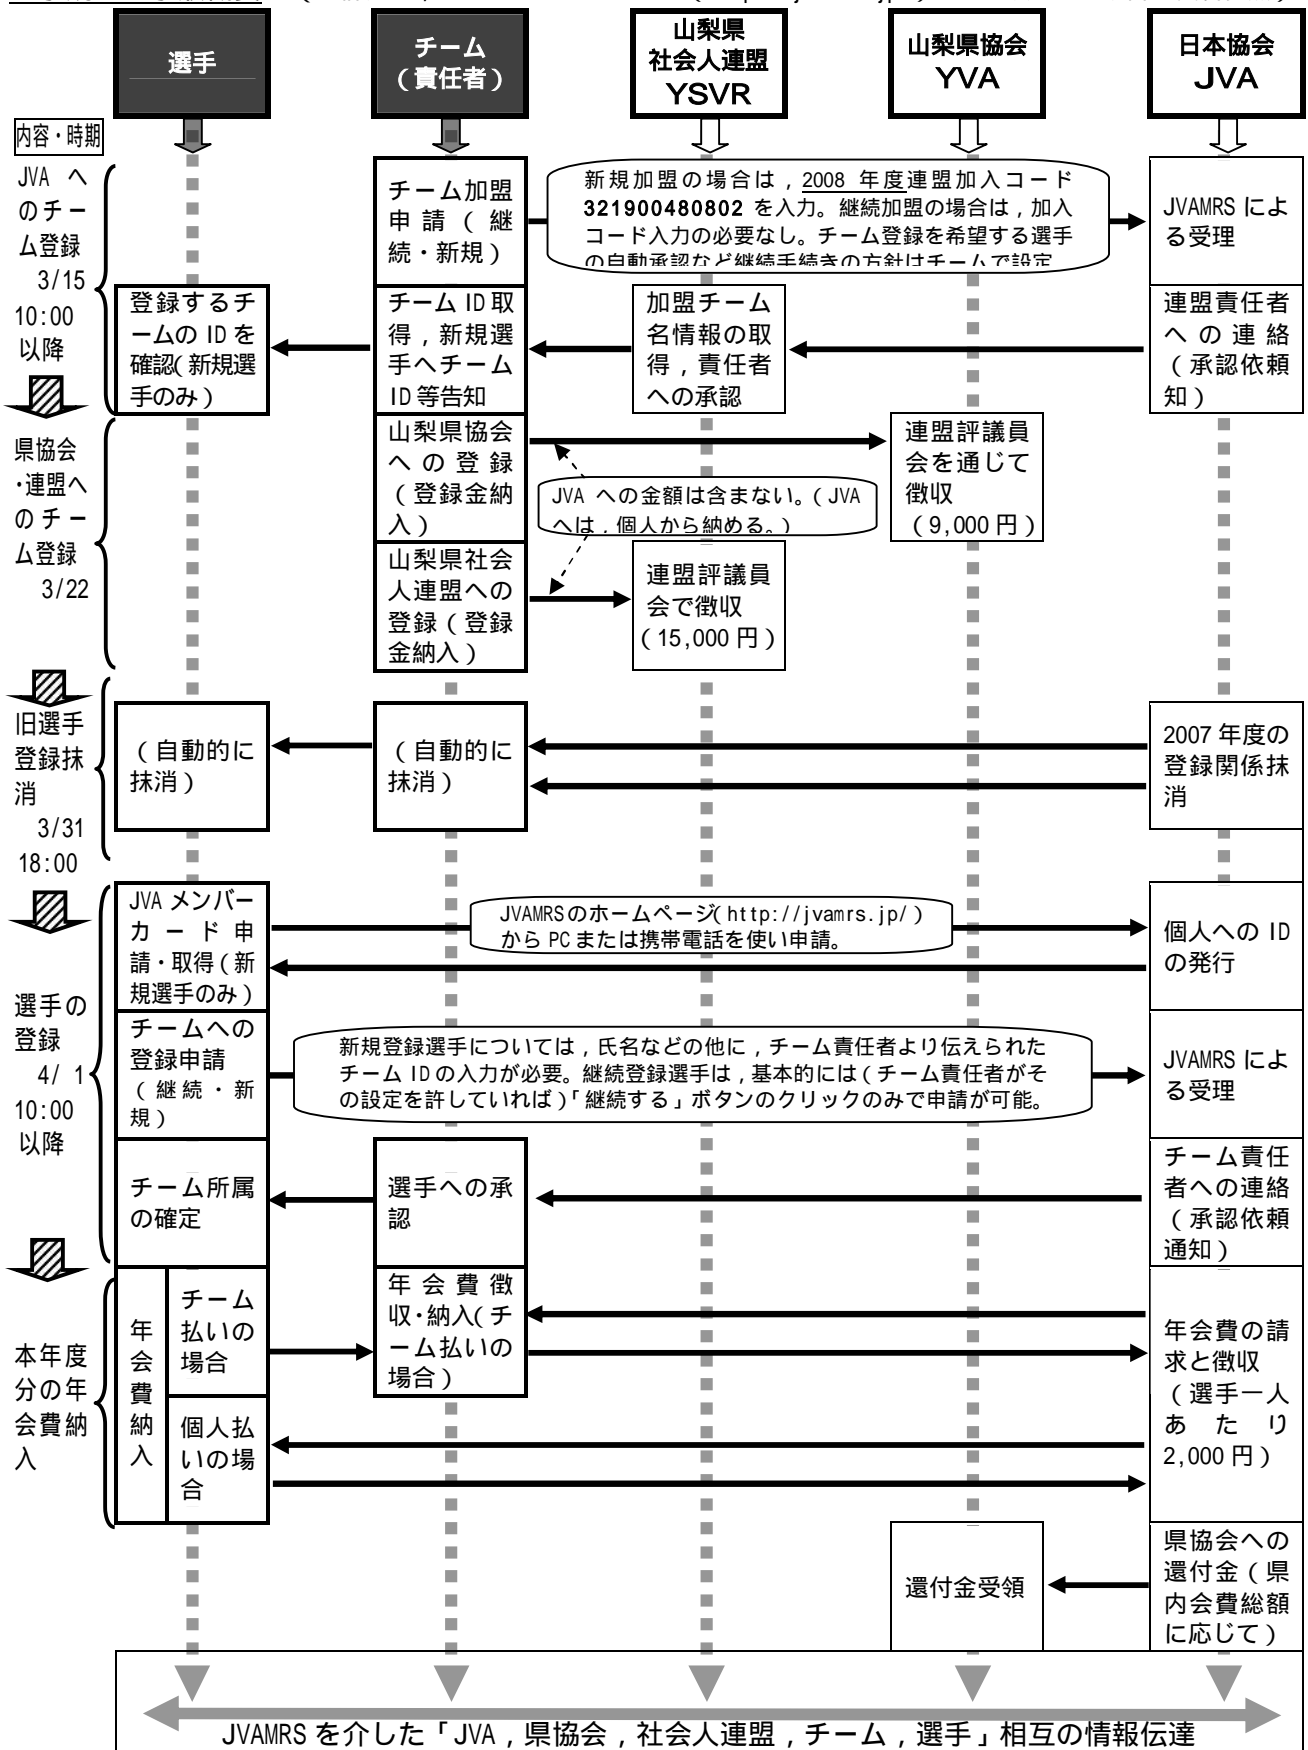 選手
チーム
（責任者）
山梨県
社会人連盟
YSVR
山梨県協会
YVA
日本協会
JVA
内容・時期
JVA へ
のチー
ム登録
3/15
10:00
以降
チーム加盟
申請（継
続・新規）
新規加盟の場合は，2008 年度連盟加入コード
321900480802 を入力。継続加盟の場合は，加入
コード入力の必要なし。チーム登録を希望する選手
の自動承認など継続手続きの方針はチームで設定
JVAMRS によ
る受理
登録するチ
ームの ID を
確認(新規選
手のみ）
チーム ID 取
得，新規選
手へチーム
ID 等告知
加盟チーム
名情報の取
得，責任者
への承認
連盟責任者
への連絡
（承認依頼
知）
県協会
・連盟へ
のチー
ム登録
3/22
山梨県協会
への登録
（登録金納
入）
連盟評議員
会を通じて
徴収
（9,000 円）
JVA への金額は含まない。（JVA
へは，個人から納める。）
山梨県社会
人連盟への
登録（登録
金納入）
連盟評議員
会で徴収
（15,000 円）
旧選手
登録抹
消
3/31
18:00
（自動的に
抹消）
（自動的に
抹消）
2007 年度の
登録関係抹
消
選手の
登録
4/ 1
10:00
以降
JVA メンバー
カード申
請・取得（新
規選手のみ）
JVAMRSのホームページ(http://jvamrs.jp/）
から PC または携帯電話を使い申請。
個人への ID
の発行
チームへの
登録申請
（継続・新
規）
新規登録選手については，氏名などの他に，チーム責任者より伝えられた
チーム ID の入力が必要。継続登録選手は，基本的には（チーム責任者がそ
の設定を許していれば）「継続する」ボタンのクリックのみで申請が可能。
JVAMRS によ
る受理
チーム所属
の確定
選手への承
認
チーム責任
者への連絡
（承認依頼
通知）
本年度
分の年
会費納
入
年会費納入
チーム
払いの
場合
年会費徴
収・納入(チ
ーム払いの
場合）
年会費の請
求と徴収
（選手一人
あたり
2,000 円）
個人払
いの場
合
還付金受領
県協会への
還付金（県
内会費総額
に応じて）
JVAMRS を介した「JVA，県協会，社会人連盟，チーム，選手」相互の情報伝達